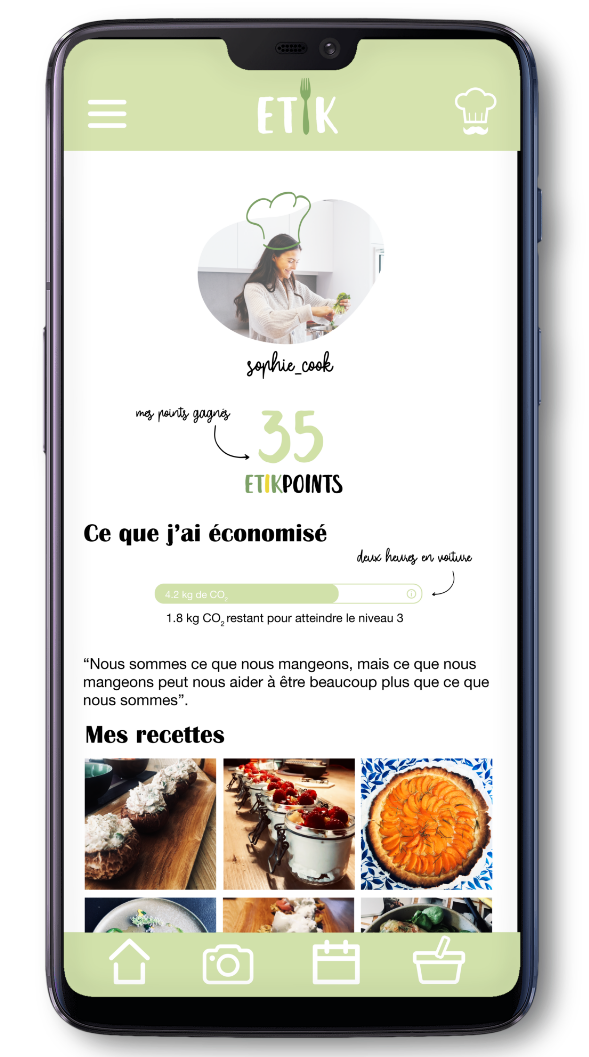 ETIK
sophie_cook
mes points gagnés
35
ETIKPOINTS
Ce que j’ai économisé
deux heures en voiture
4.2 kg de CO₂
1.8 kg CO₂ restant pour atteindre le niveau 3
“Nous sommes ce que nous mangeons, mais ce que nous
mangeons peut nous aider à être beaucoup plus que ce que
nous sommes”.
Mes recettes